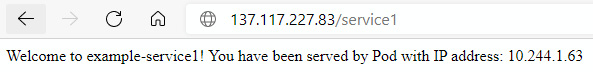 137.117.227.83/service1
Welcome to example-service1! You have been served by Pod with IP address: 10.244.1.63